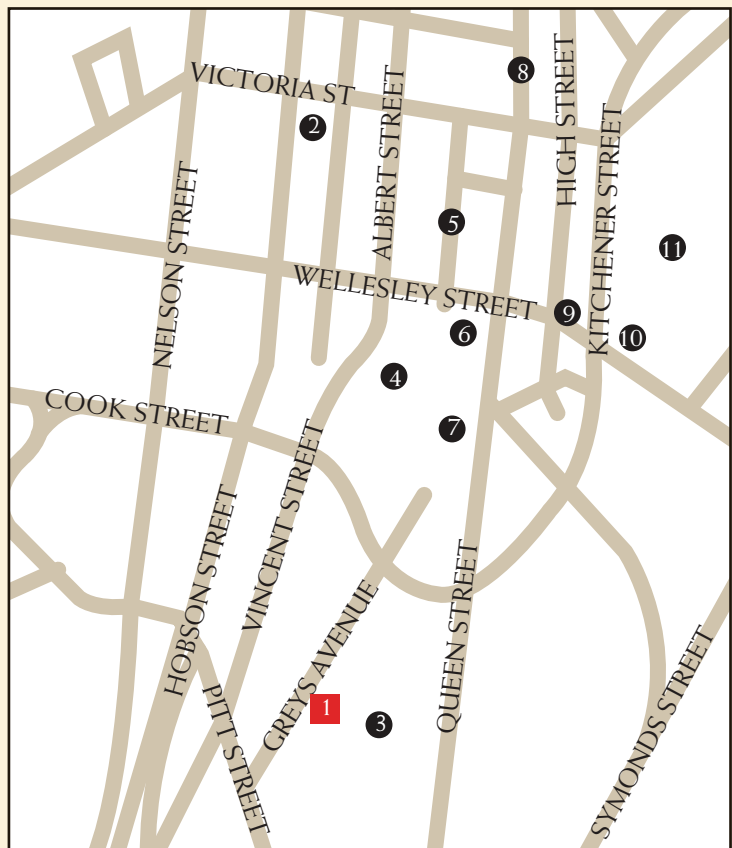 8
HIGH STREET
VICTORIA ST
2
ALBERT STREET
KITCHENER STREET
NELSON STREET
5
11
WELLESLEY STREET
9
6
10
4
COOK STREET
7
VINCENT STREET
HOBSON STREET
QUEEN STREET
GREYS AVENUE
SYMONDS STREET
PITT STREET
1
3